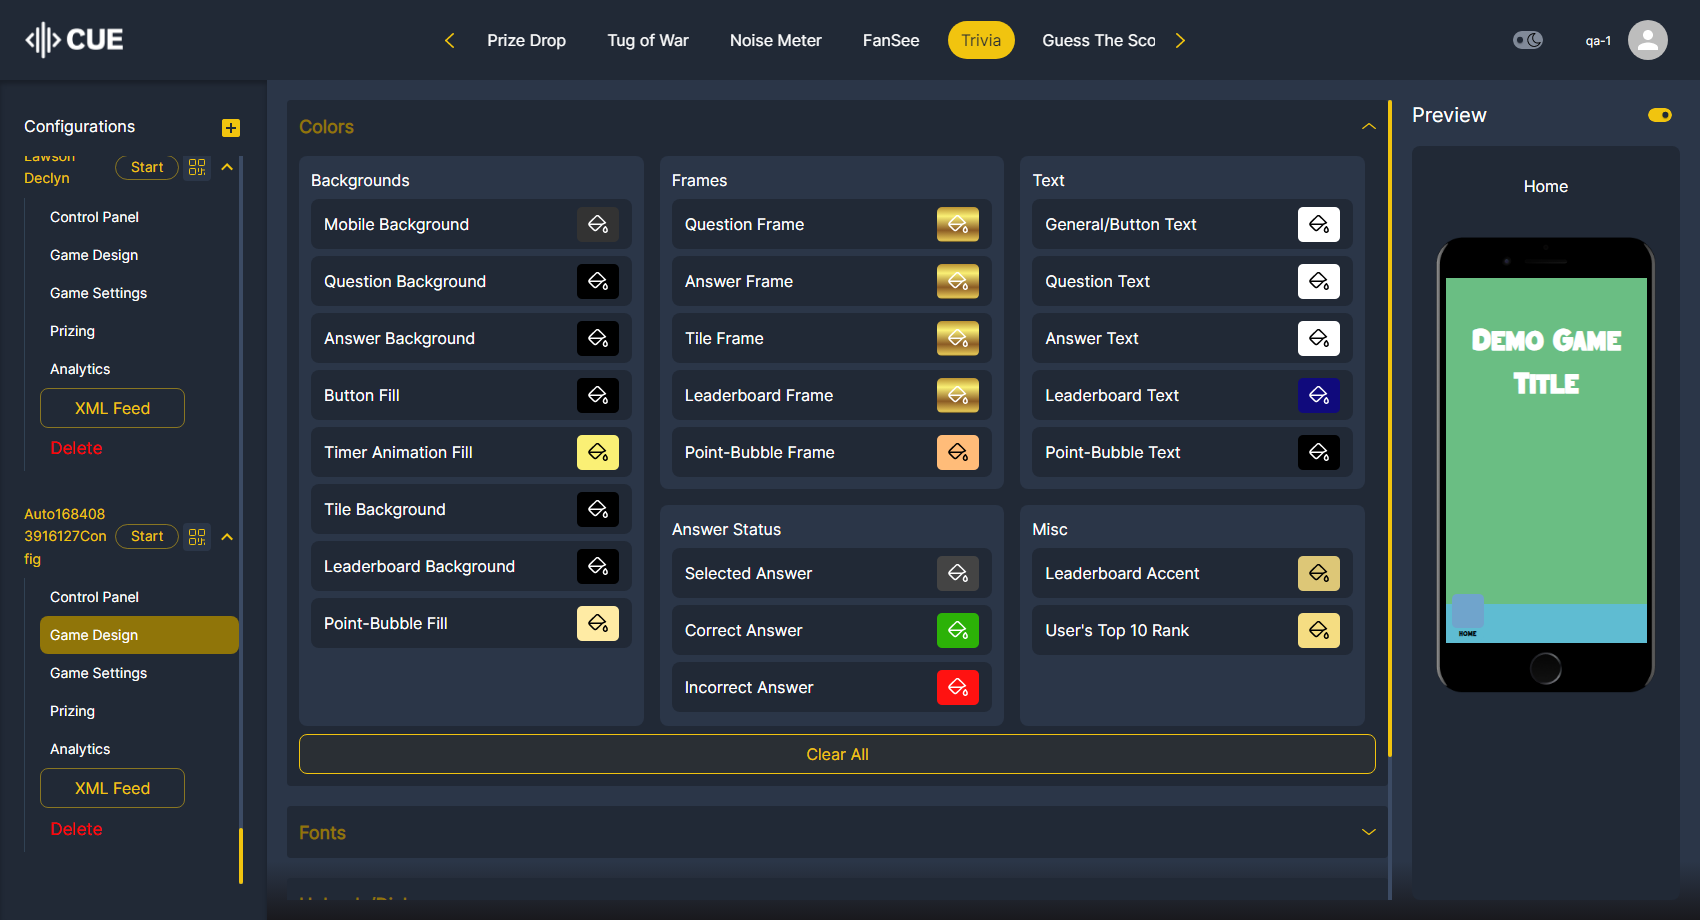 CUE
Prize Drop
Tug of War
Noise Meter
FanSee
Trivia
Guess The Sco
qa-1
Configurations
Lawson
Declyn
Start
Control Panel
Game Design
Game Settings
Prizing
Analytics
XML Feed
Delete
Auto168408
3916127Con
fig
Start
Control Panel
Game Design
Game Settings
Prizing
Analytics
XML Feed
Delete
Colors
Backgrounds
Mobile Background
Question Background
Answer Background
Button Fill
Timer Animation Fill
Tile Background
Leaderboard Background
Point-Bubble Fill
Frames
Question Frame
Answer Frame
Tile Frame
Leaderboard Frame
Point-Bubble Frame
Text
General/Button Text
Question Text
Answer Text
Leaderboard Text
Point-Bubble Text
Answer Status
Selected Answer
Correct Answer
Incorrect Answer
Misc
Leaderboard Accent
User's Top 10 Rank
Clear All
Fonts
Preview
Home
Demo Game
Title
HOME